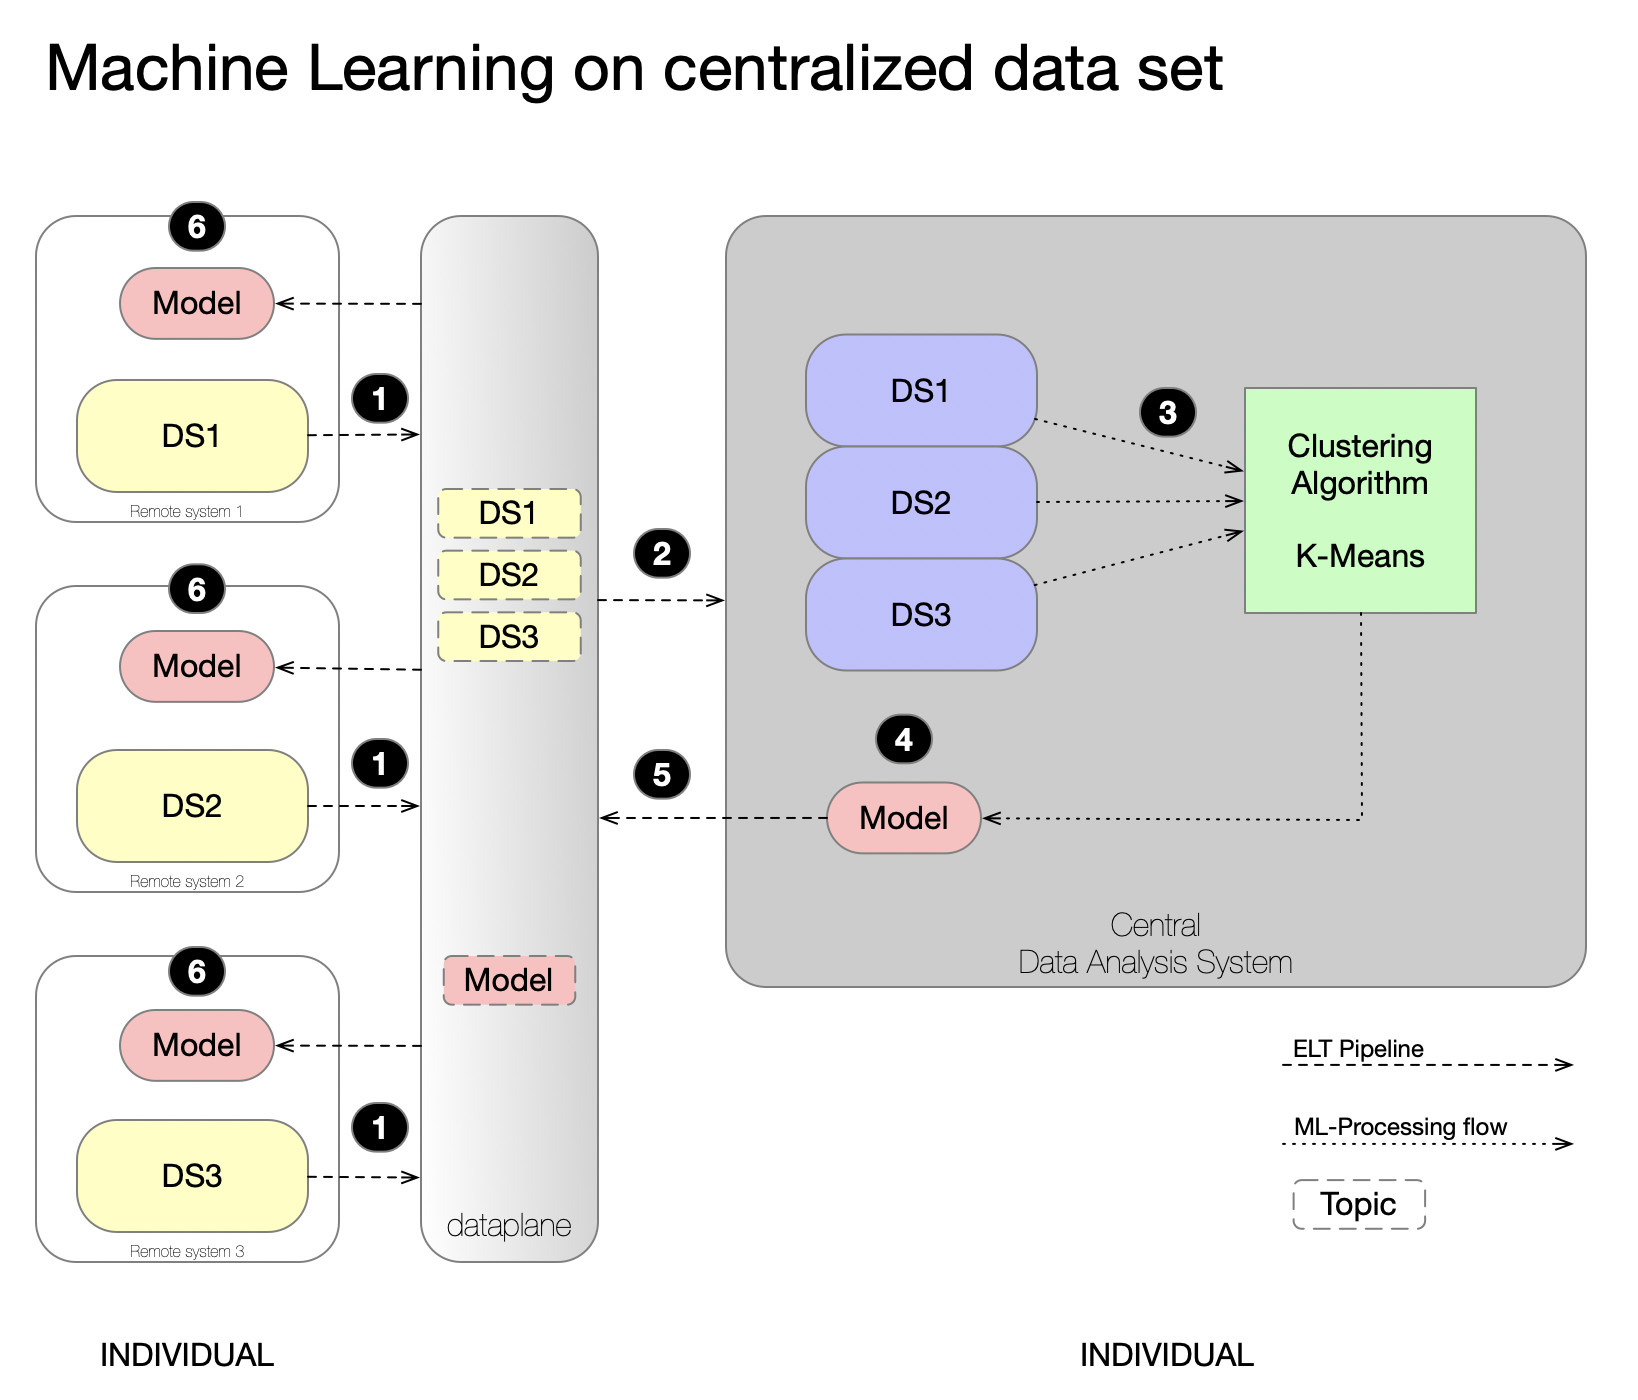 Machine Learning on centralized data set
6
Model
1
DS1
Remote system 1
6
Model
1
DS2
Remote system 2
6
Model
1
DS3
Remote system 3
DS1
DS2
DS3
Model
dataplane
2
5
DS1
DS2
DS3
3
Clustering
Algorithm
K-Means
4
Model
Central
Data Analysis System
ELT Pipeline
ML-Processing flow
Topic
INDIVIDUAL
INDIVIDUAL